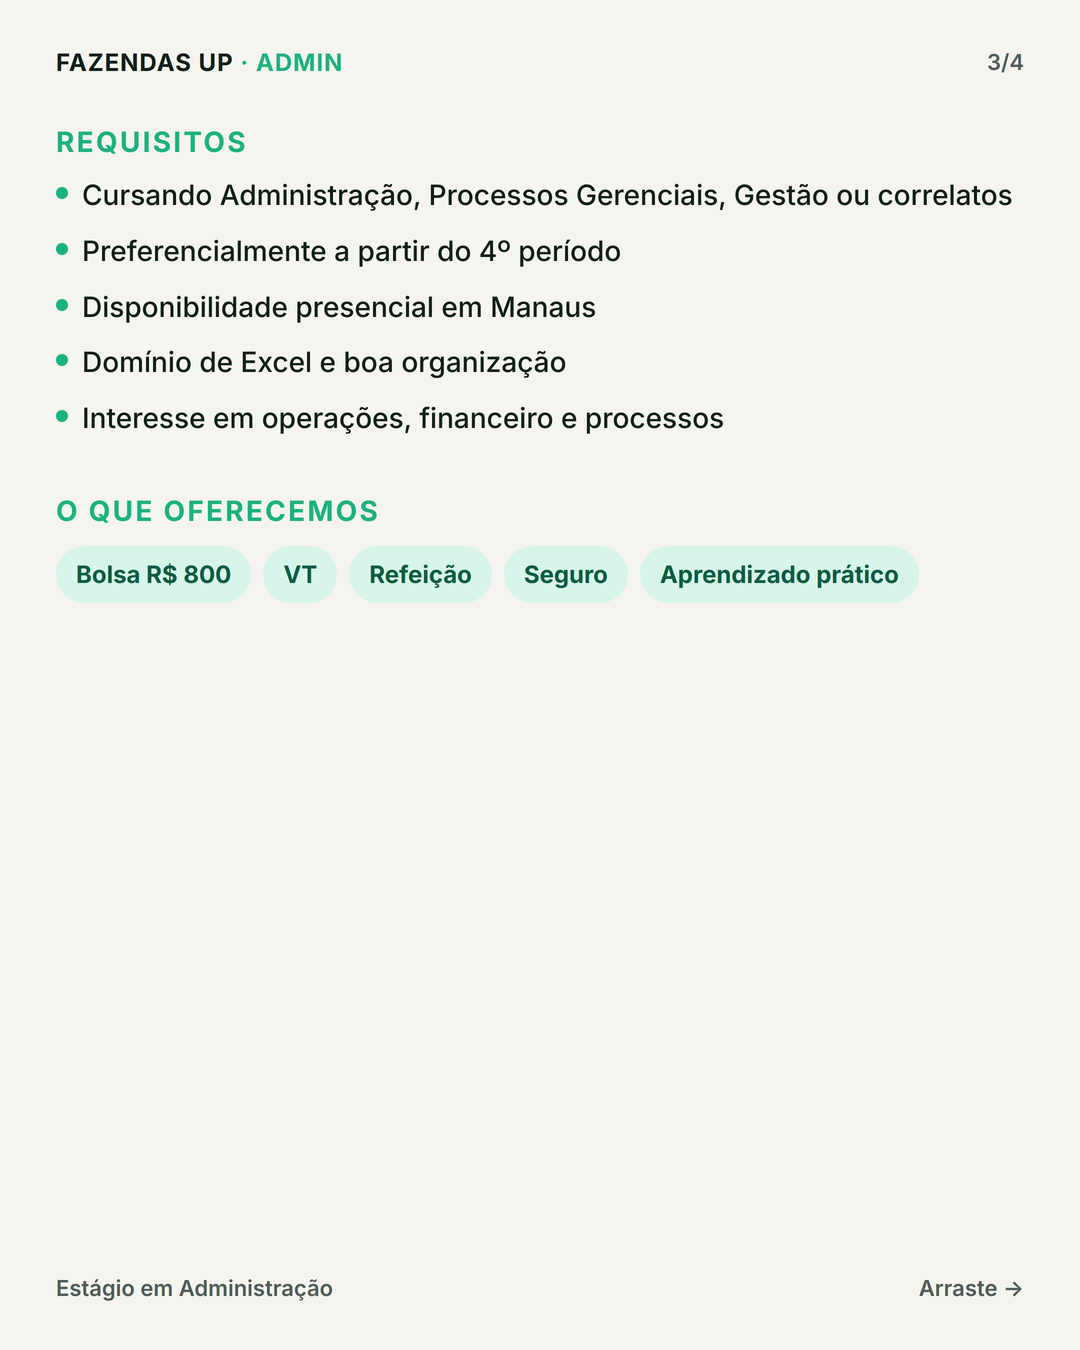 FAZENDAS UP · ADMIN
3/4
REQUISITOS
Cursando Administração, Processos Gerenciais, Gestão ou correlatos
Preferencialmente a partir do 4º período
Disponibilidade presencial em Manaus
Domínio de Excel e boa organização
Interesse em operações, financeiro e processos
O QUE OFERECEMOS
Bolsa R$ 800 VT Refeição Seguro Aprendizado prático
Estágio em Administração
Arraste →